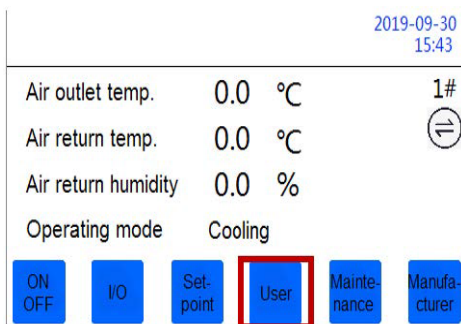 2019-09-30
15:43
Air outlet temp. 0.0 °C 1#
Air return temp. 0.0 °C
Air return humidity 0.0 %
Operating mode Cooling
ON OFF I/O Set-point User Mainte-nance Manufa-cturer